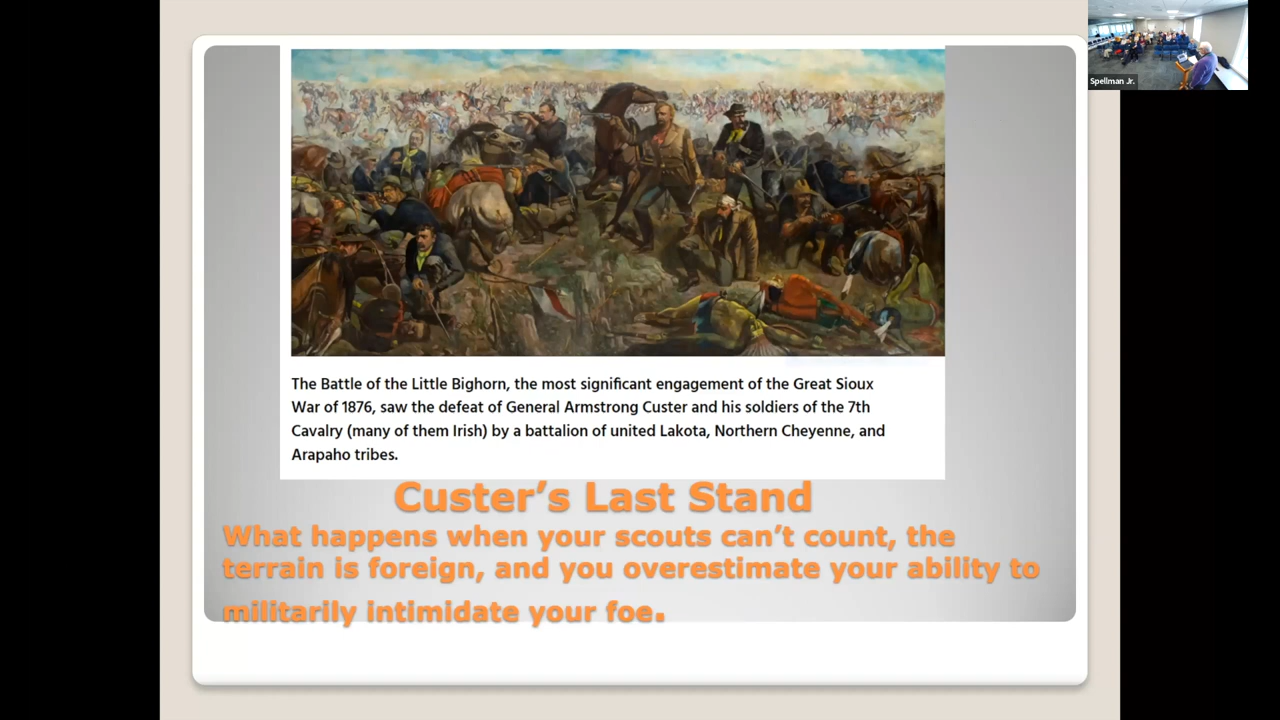 Spellman Jr.
The Battle of the Little Bighorn, the most significant engagement of the Great Sioux
War of 1876, saw the defeat of General Armstrong Custer and his soldiers of the 7th
Cavalry (many of them Irish) by a battalion of united Lakota, Northern Cheyenne, and
Arapaho tribes.
Custer’s Last Stand
What happens when your scouts can’t count, the
terrain is foreign, and you overestimate your ability to
militarily intimidate your foe.